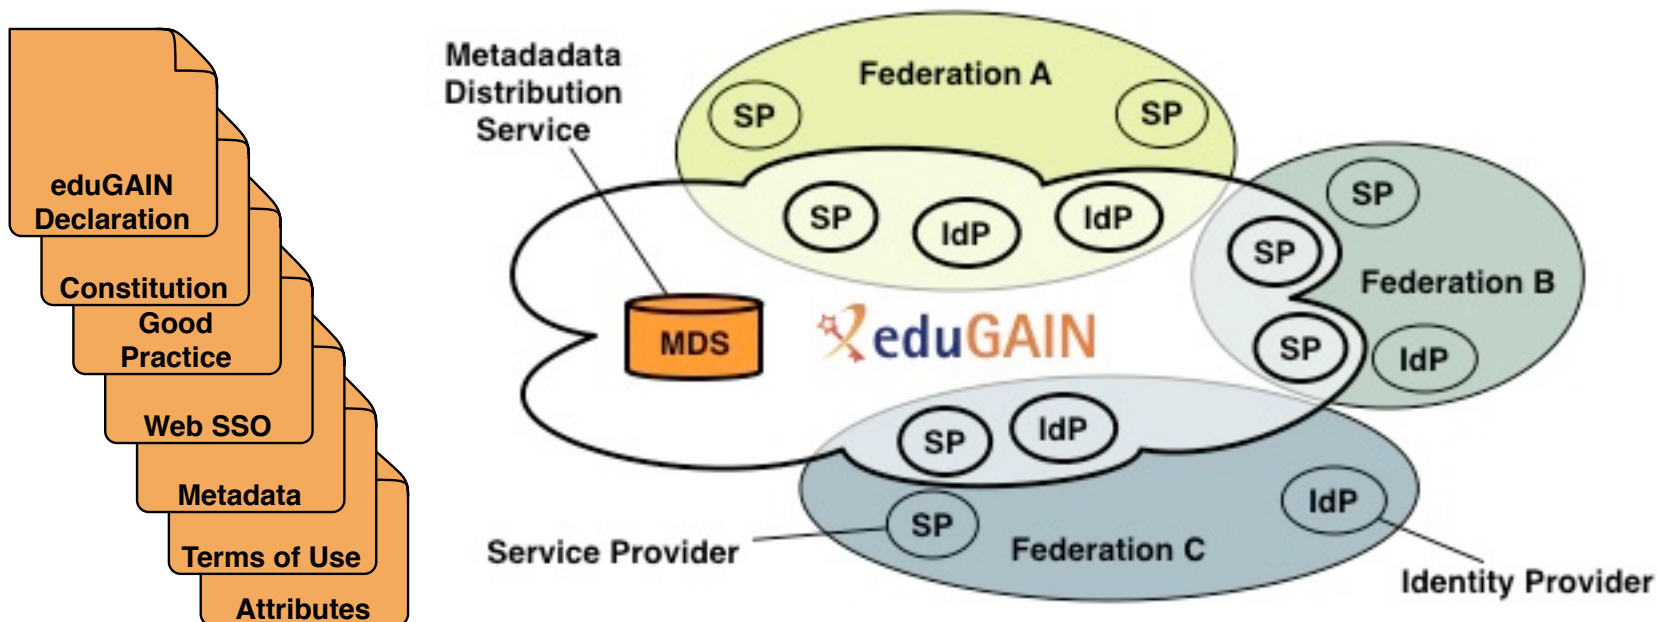 eduGAIN
Declaration
Constitution
Good
Practice
Web SSO
Metadata
Terms of Use
Attributes
Metadadata
Distribution
Service
Federation A
SP
SP
SP
IdP
IdP
MDS
eduGAIN
SP
SP
Federation B
SP
IdP
SP
IdP
SP
IdP
Federation C
Service Provider
Identity Provider